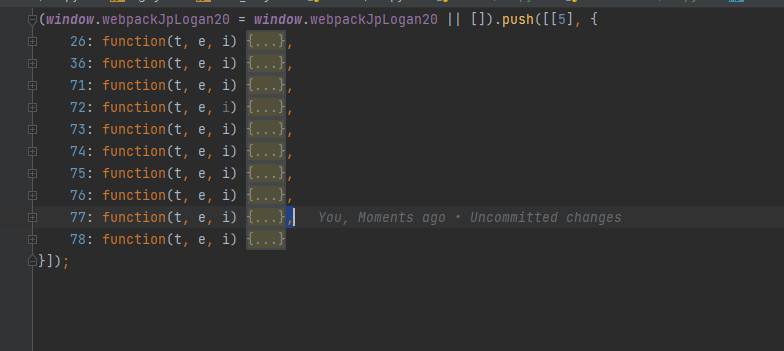 (window.webpackJpLogan20 = window.webpackJpLogan20 || []).push([[5], {
26: function(t, e, i) {...},
36: function(t, e, i) {...},
71: function(t, e, i) {...},
72: function(t, e, i) {...},
73: function(t, e, i) {...},
74: function(t, e, i) {...},
75: function(t, e, i) {...},
76: function(t, e, i) {...},
77: function(t, e, i) {...}, You, Moments ago • Uncommitted changes
78: function(t, e, i) {...}
}]);